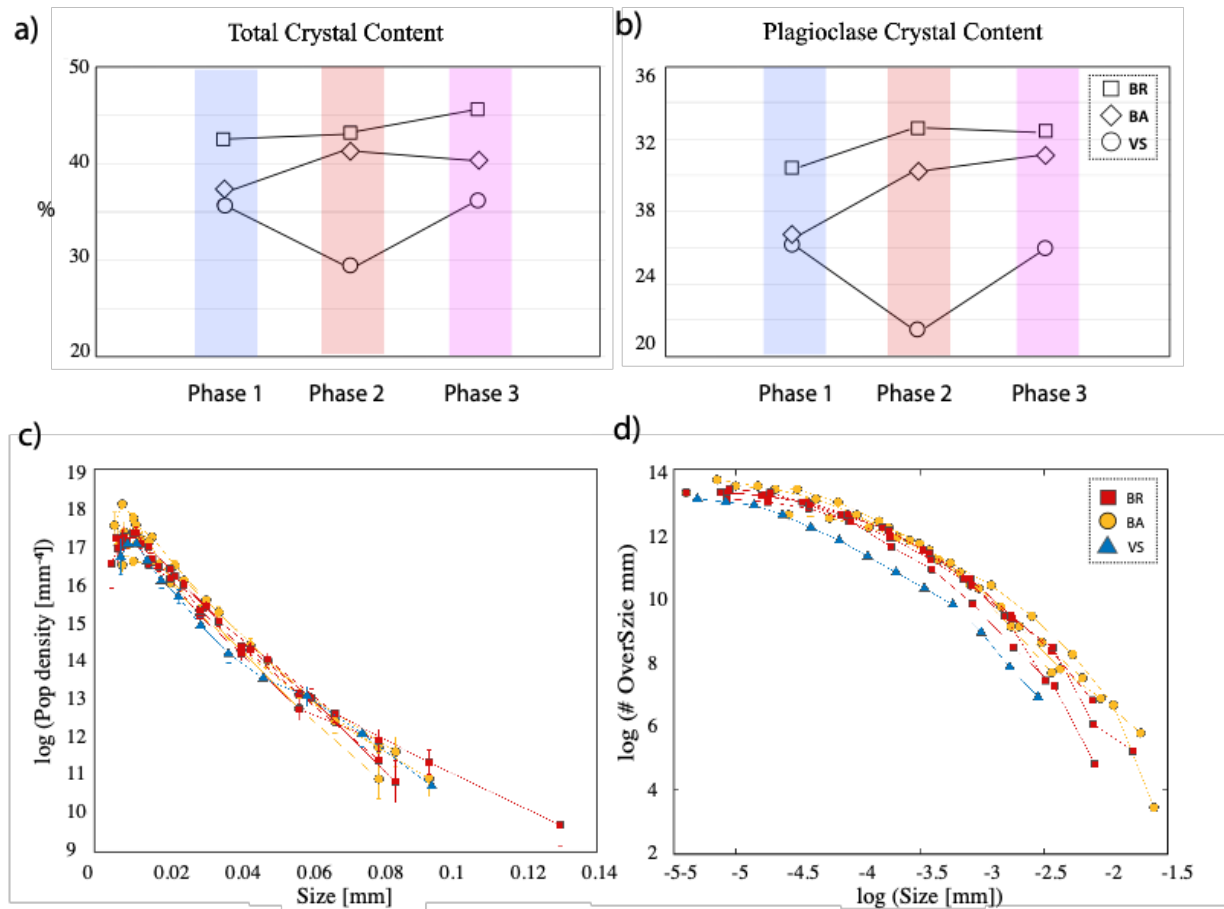 a)
Total Crystal Content
50
40
%
30
20
Phase 1
Phase 2
Phase 3
b)
Plagioclase Crystal Content
36
32
38
24
20
BR
BA
VS
Phase 1
Phase 2
Phase 3
c)
19
18
17
16
15
14
13
12
11
10
9
log (Pop density [mm⁻⁴])
0
0.02
0.04
0.06
0.08
0.1
0.12
0.14
Size [mm]
d)
14
12
10
8
6
4
2
log (# OverSzie mm)
BR
BA
VS
-5-5
-5
-4.5
-4
-3.5
-3
-2.5
-2
-1.5
log (Size [mm])